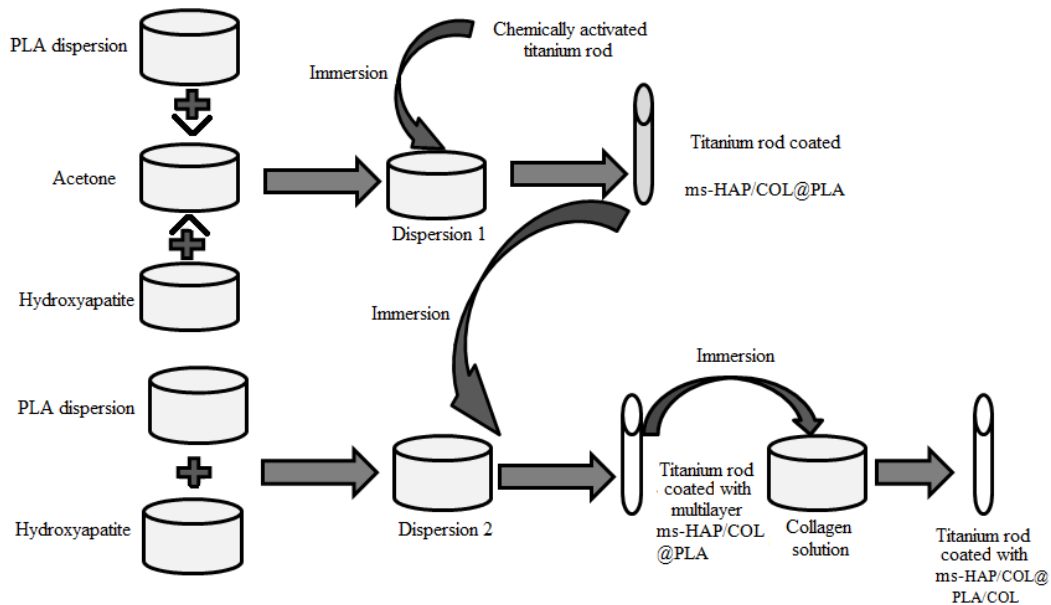 PLA dispersion
Acetone
Hydroxyapatite
Immersion
Chemically activated
titanium rod
Dispersion 1
Titanium rod coated
ms-HAP/COL@PLA
Immersion
PLA dispersion
Hydroxyapatite
Dispersion 2
Titanium rod
coated with
multilayer
ms-HAP/COL
@PLA
Immersion
Collagen
solution
Titanium rod
coated with
ms-HAP/COL@
PLA/COL